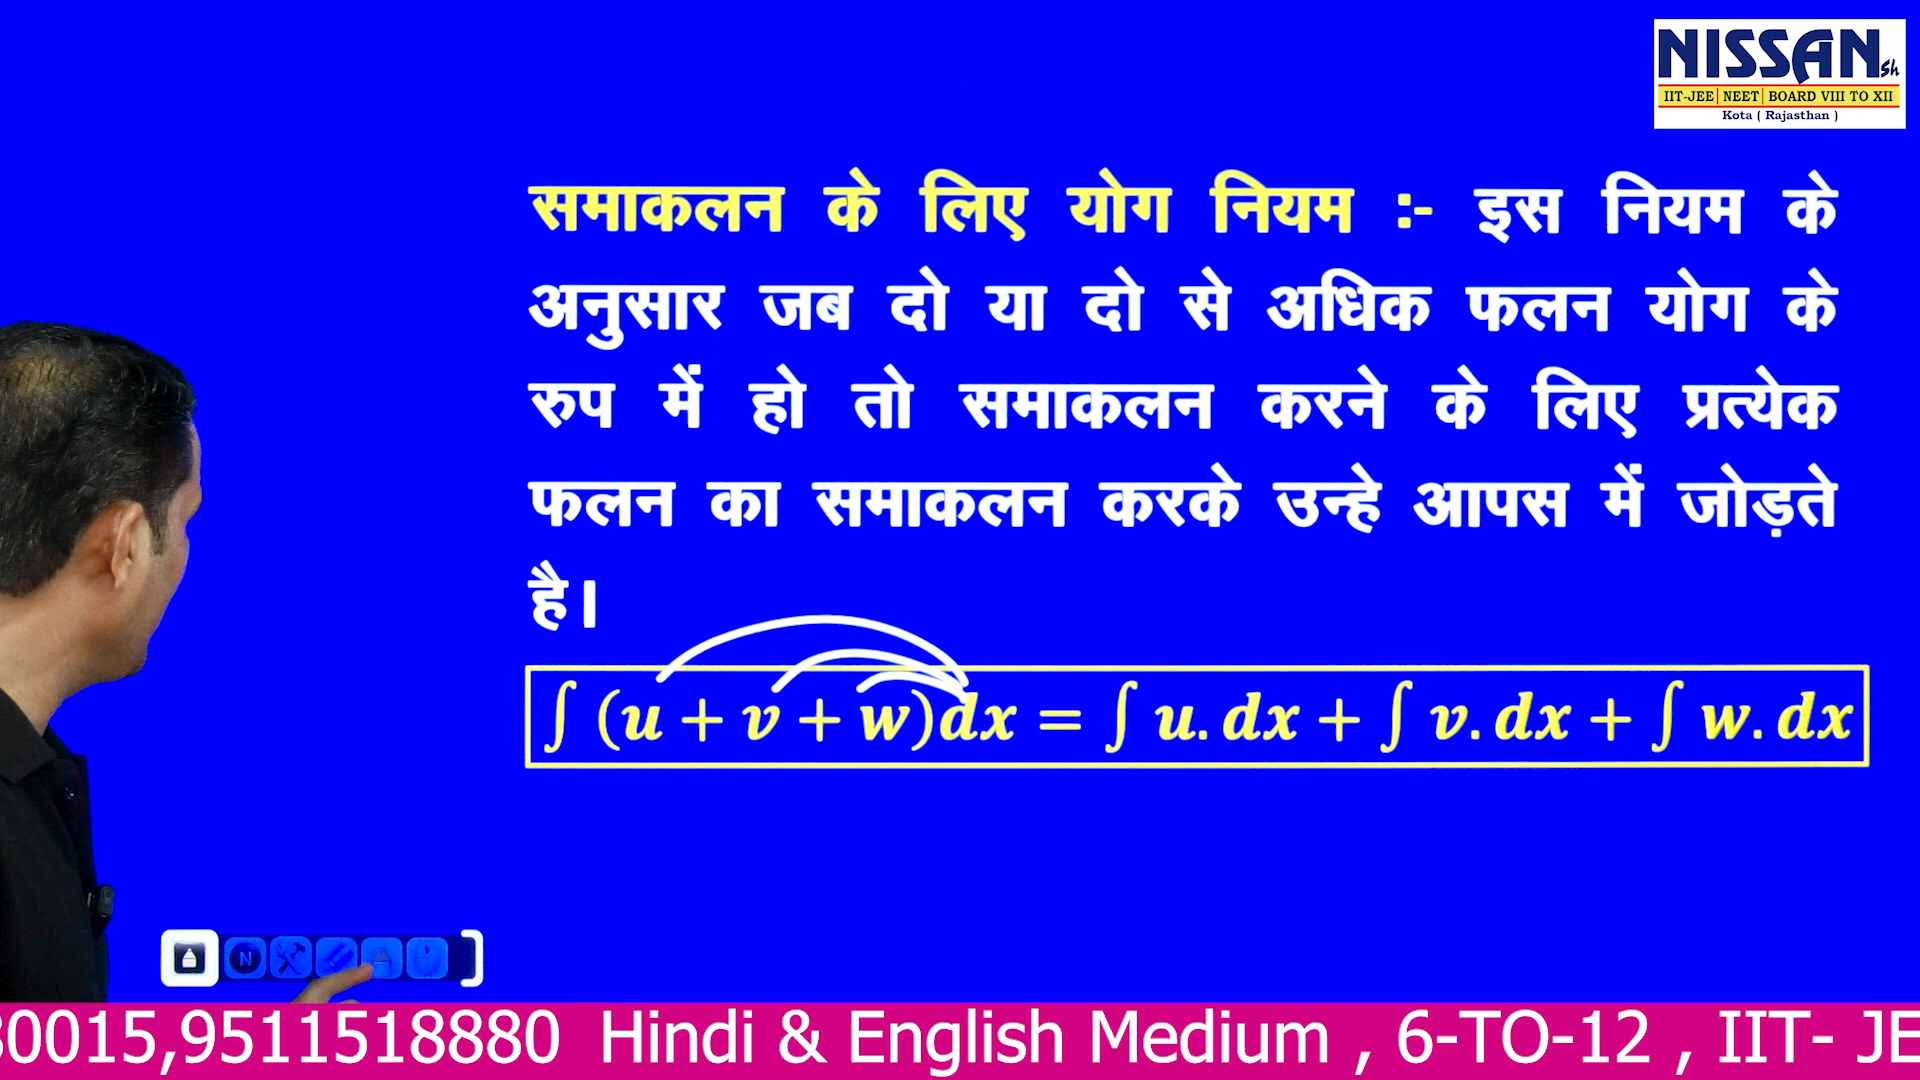 NISSAN Sh
IIT-JEE | NEET | BOARD VIII TO XII
Kota ( Rajasthan )
समाकलन के लिए योग नियम :- इस नियम के
अनुसार जब दो या दो से अधिक फलन योग के
रुप में हो तो समाकलन करने के लिए प्रत्येक
फलन का समाकलन करके उन्हे आपस में जोड़ते
है।
∫ (u + v + w)dx = ∫ u. dx + ∫ v. dx + ∫ w. dx
N
0015,9511518880 Hindi & English Medium , 6-TO-12 , IIT- JE